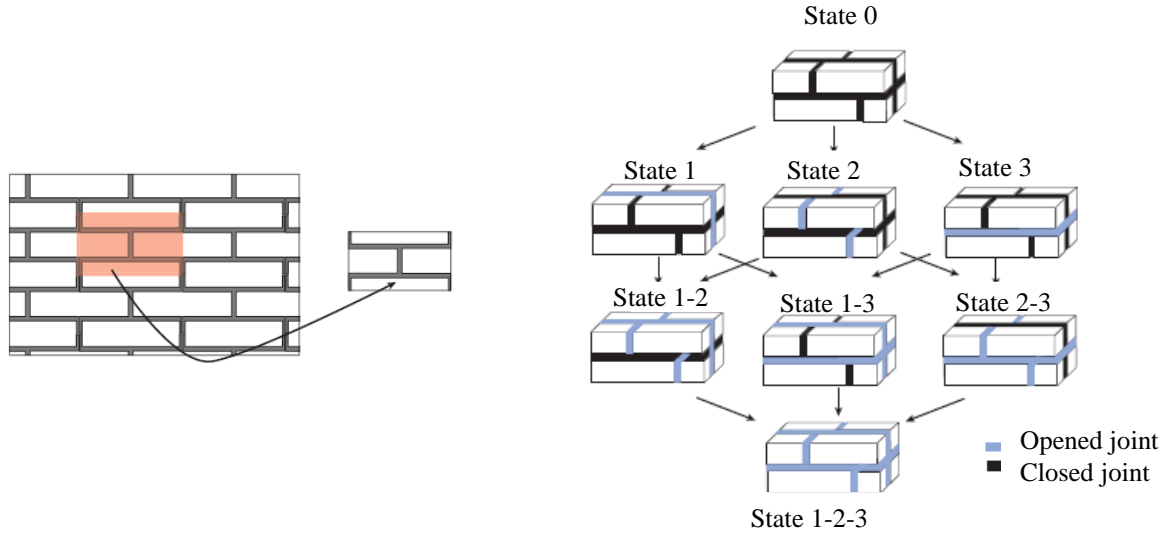 State 0
State 1
State 2
State 3
State 1-2
State 1-3
State 2-3
Opened joint
Closed joint
State 1-2-3